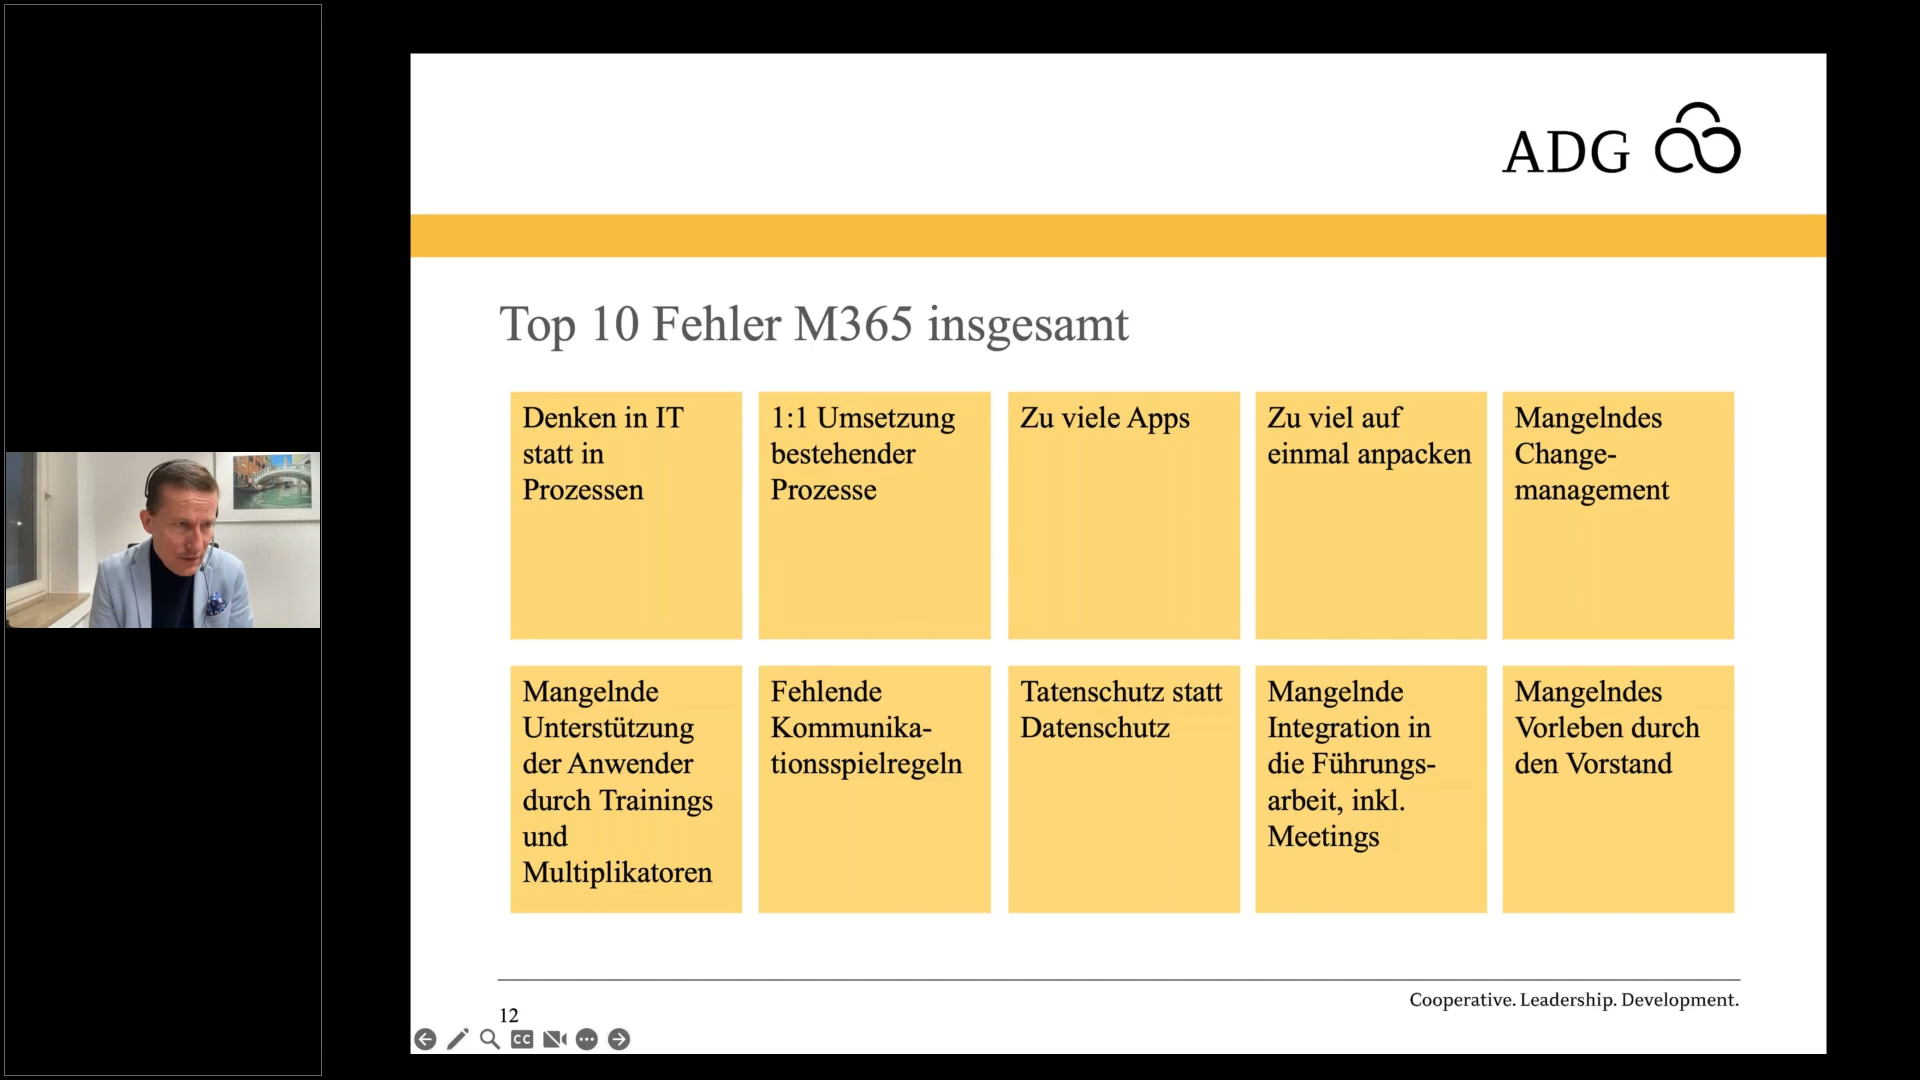 ADG
Top 10 Fehler M365 insgesamt
Denken in IT
statt in
Prozessen
1:1 Umsetzung
bestehender
Prozesse
Zu viele Apps
Zu viel auf
einmal anpacken
Mangelndes
Change-
management
Mangelnde
Unterstützung
der Anwender
durch Trainings
und
Multiplikatoren
Fehlende
Kommunika-
tionsspielregeln
Tatenschutz statt
Datenschutz
Mangelnde
Integration in
die Führungs-
arbeit, inkl.
Meetings
Mangelndes
Vorleben durch
den Vorstand
Cooperative. Leadership. Development.
12
CC